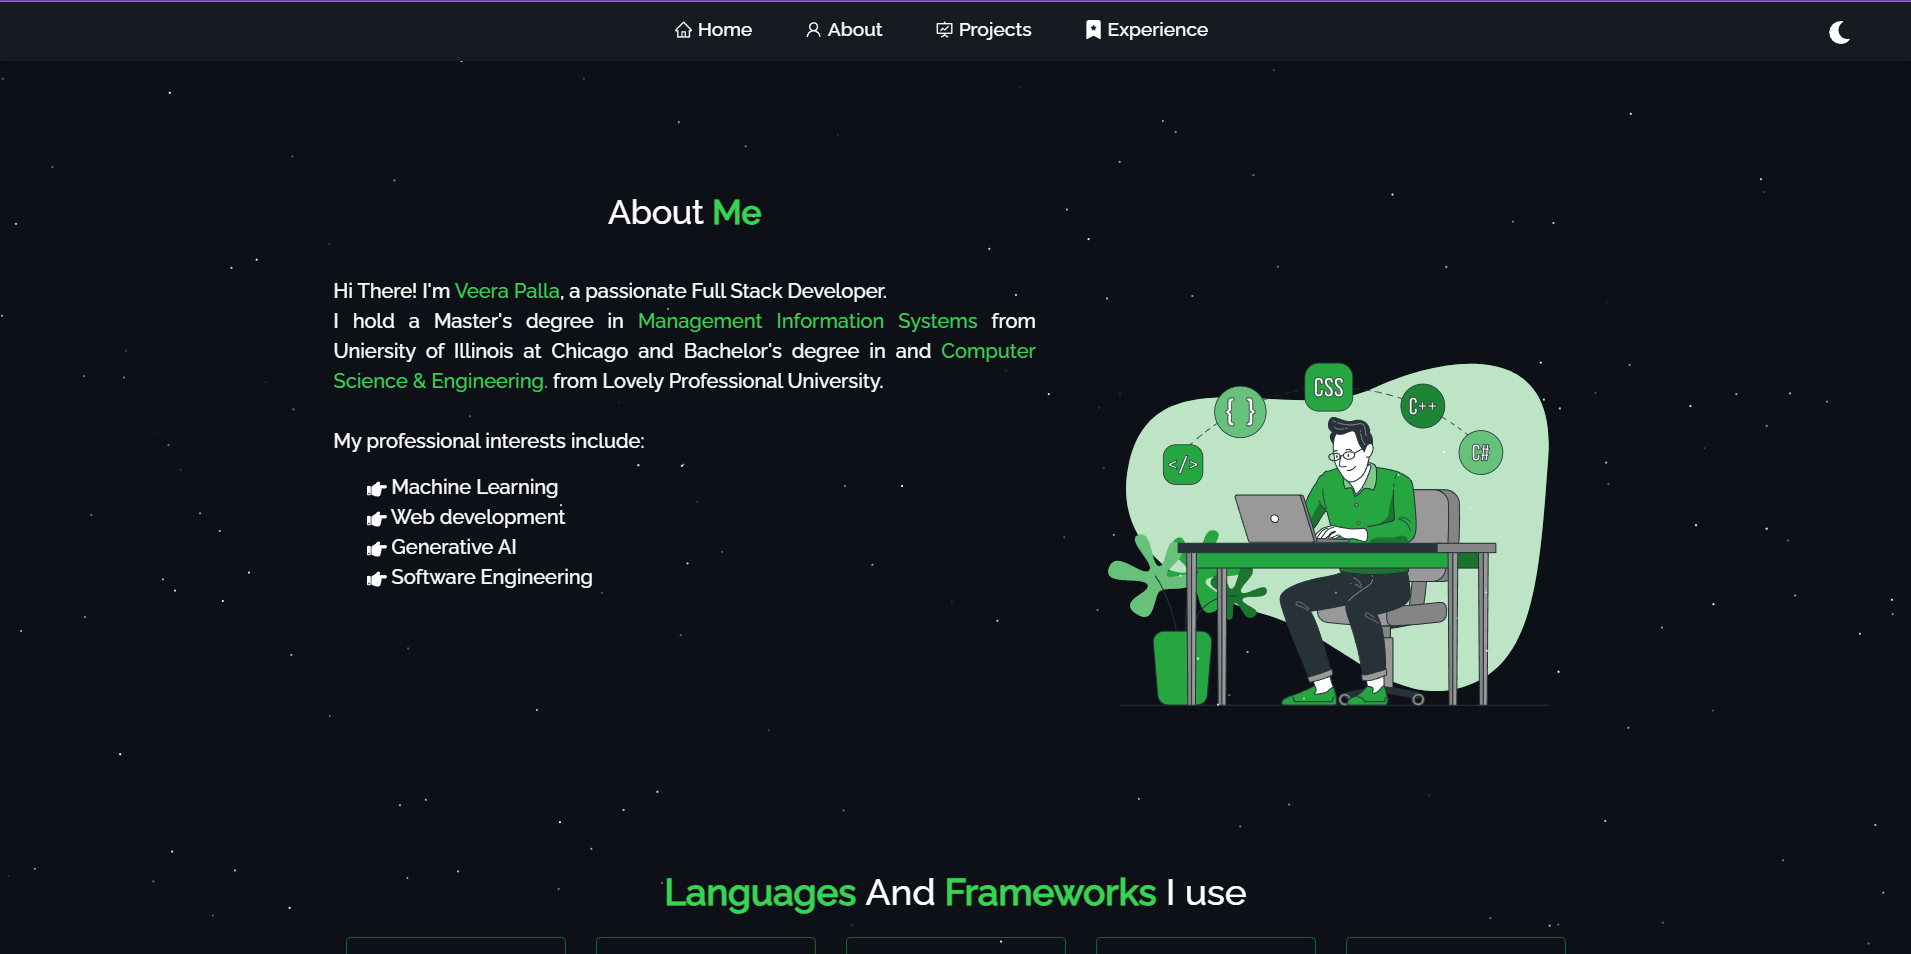 Home About Projects Experience
About Me
Hi There! I'm Veera Palla, a passionate Full Stack Developer.
I hold a Master's degree in Management Information Systems from
Uniersity of Illinois at Chicago and Bachelor's degree in and Computer
Science & Engineering. from Lovely Professional University.
My professional interests include:
Machine Learning
Web development
Generative AI
Software Engineering
CSS
{ }
C++
C#
</>
Languages And Frameworks I use